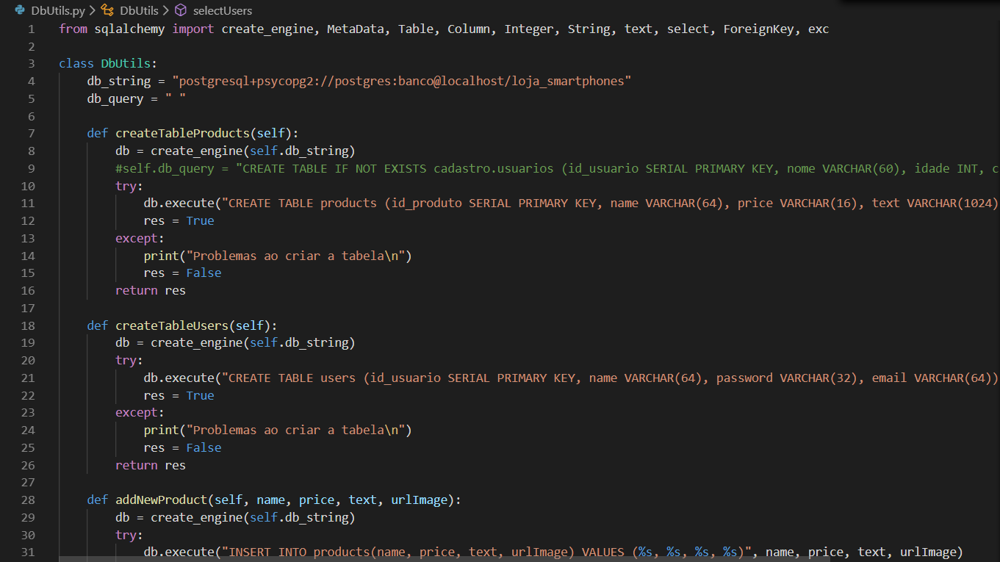 DbUtils.py > DbUtils > selectUsers
1 from sqlalchemy import create_engine, MetaData, Table, Column, Integer, String, text, select, ForeignKey, exc
2
3 class DbUtils:
4     db_string = "postgresql+psycopg2://postgres:banco@localhost/loja_smartphones"
5     db_query = " "
6
7     def createTableProducts(self):
8         db = create_engine(self.db_string)
9         #self.db_query = "CREATE TABLE IF NOT EXISTS cadastro.usuarios (id_usuario SERIAL PRIMARY KEY, nome VARCHAR(60), idade INT, c
10         try:
11             db.execute("CREATE TABLE products (id_produto SERIAL PRIMARY KEY, name VARCHAR(64), price VARCHAR(16), text VARCHAR(1024)
12             res = True
13         except:
14             print("Problemas ao criar a tabela\n")
15             res = False
16         return res
17
18     def createTableUsers(self):
19         db = create_engine(self.db_string)
20         try:
21             db.execute("CREATE TABLE users (id_usuario SERIAL PRIMARY KEY, name VARCHAR(64), password VARCHAR(32), email VARCHAR(64))
22             res = True
23         except:
24             print("Problemas ao criar a tabela\n")
25             res = False
26         return res
27
28     def addNewProduct(self, name, price, text, urlImage):
29         db = create_engine(self.db_string)
30         try:
31             db.execute("INSERT INTO products(name, price, text, urlImage) VALUES (%s, %s, %s, %s)", name, price, text, urlImage)